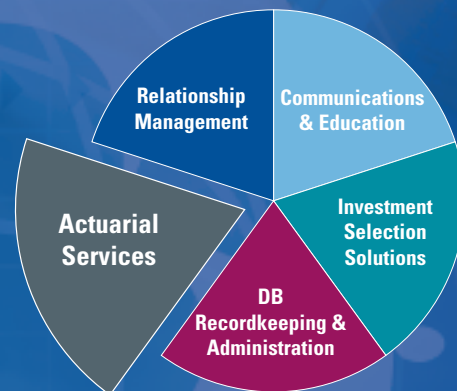 Relationship
Management
Communications
& Education
Investment
Selection
Solutions
DB
Recordkeeping &
Administration
Actuarial
Services